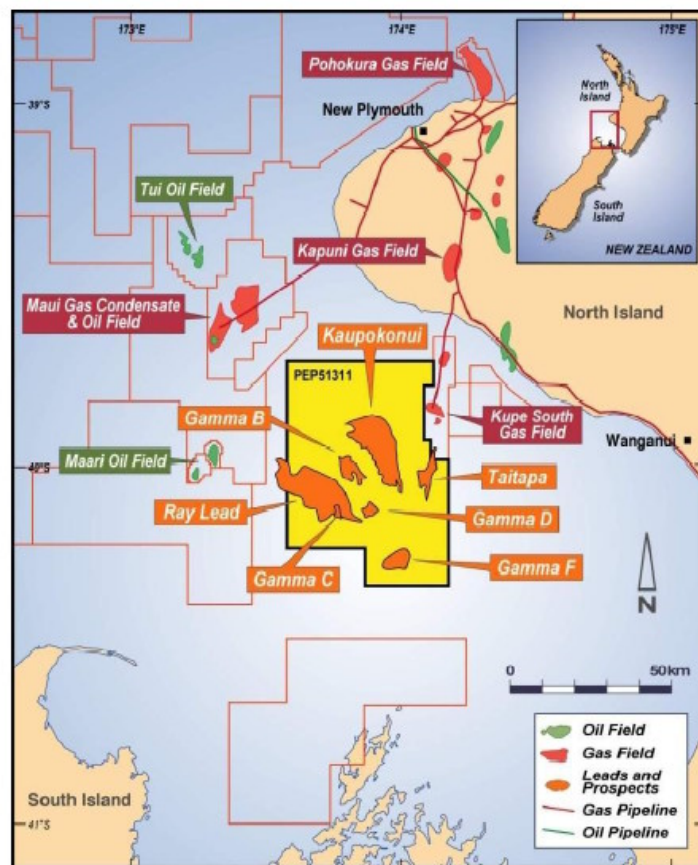 173°E
174°E
175°E
39°S
40°S
41°S
Pohokura Gas Field
New Plymouth
North
Island
South
Island
NEW ZEALAND
Tui Oil Field
Kapuni Gas Field
Maui Gas Condensate
& Oil Field
North Island
Kaupokonui
PEP51311
Gamma B
Kupe South
Gas Field
Wanganui
Maari Oil Field
Taitapa
Ray Lead
Gamma D
Gamma C
Gamma F
N
0
50km
Oil Field
Gas Field
Leads and
Prospects
Gas Pipeline
Oil Pipeline
South Island